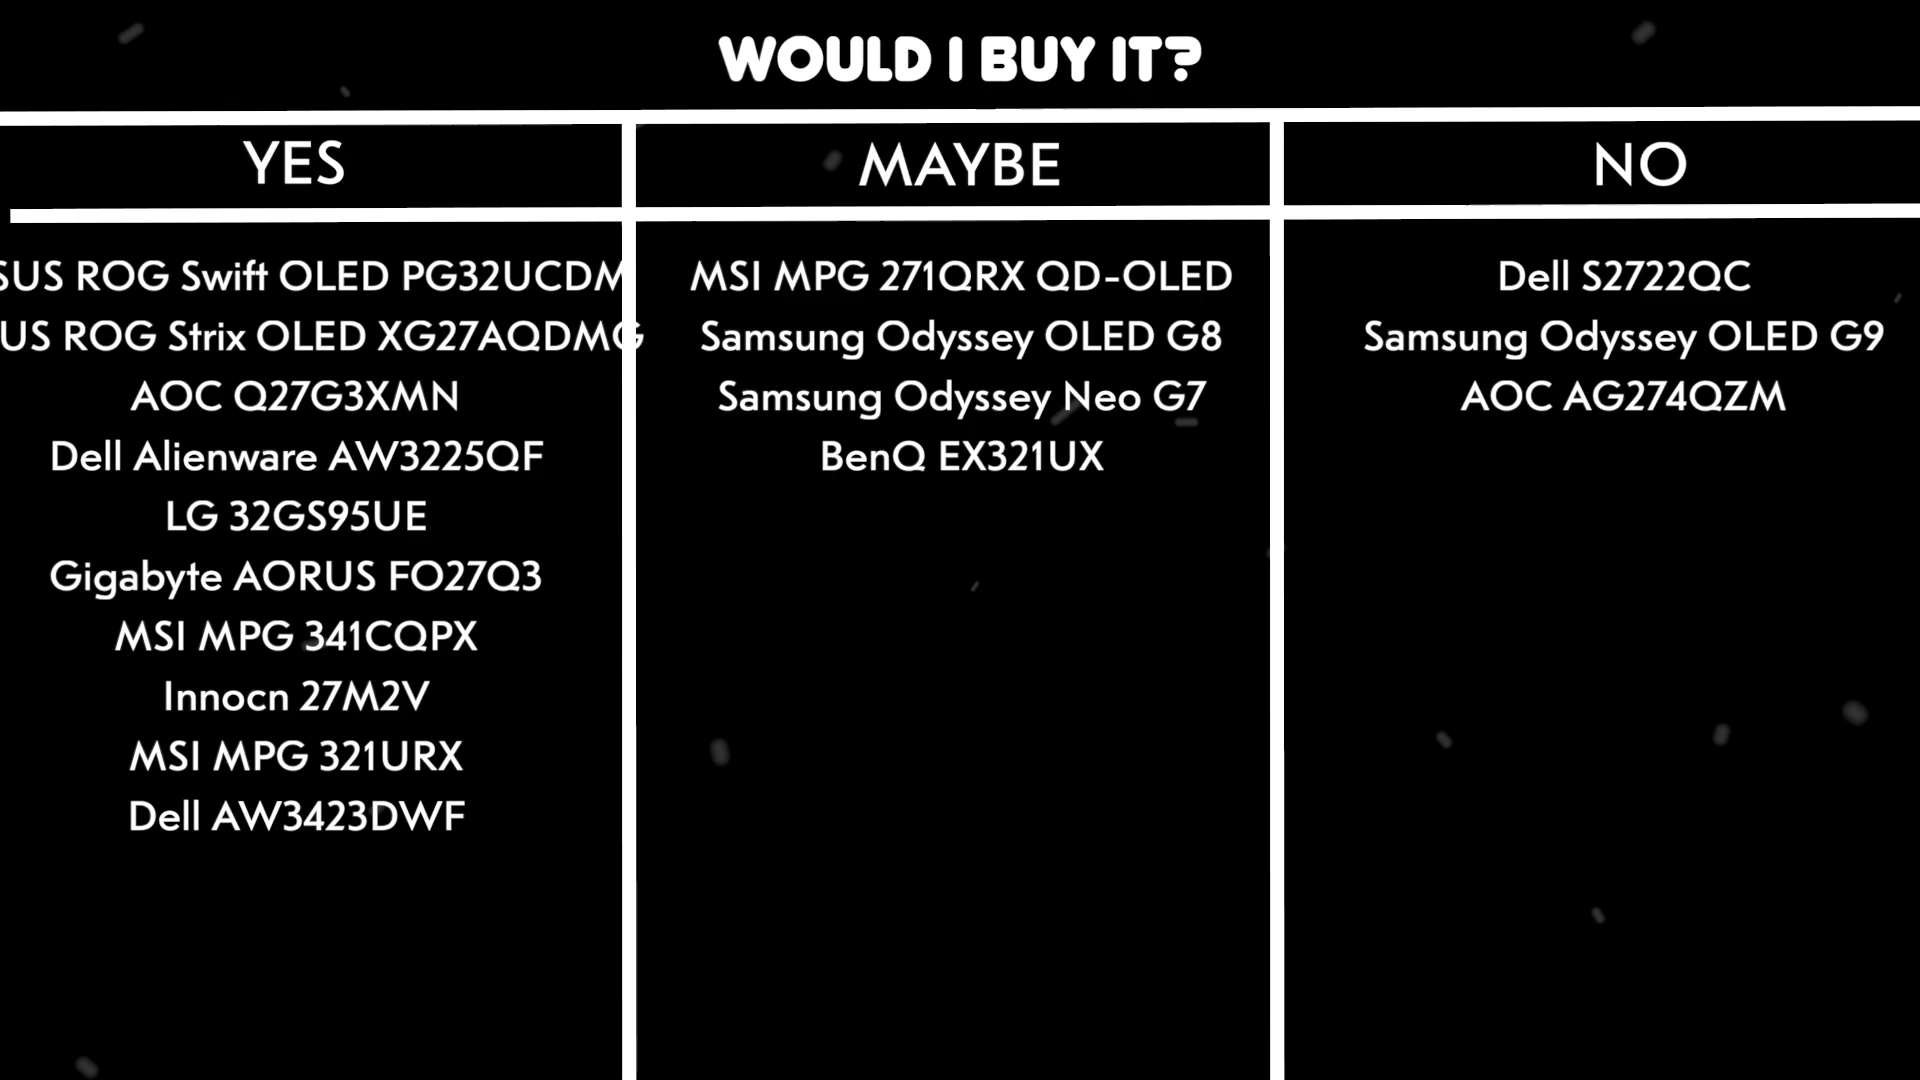 WOULD I BUY IT?
YES
MAYBE
NO
SUS ROG Swift OLED PG32UCDM
US ROG Strix OLED XG27AQDMG
AOC Q27G3XMN
Dell Alienware AW3225QF
LG 32GS95UE
Gigabyte AORUS FO27Q3
MSI MPG 341CQPX
Innocn 27M2V
MSI MPG 321URX
Dell AW3423DWF
MSI MPG 271QRX QD-OLED
Samsung Odyssey OLED G8
Samsung Odyssey Neo G7
BenQ EX321UX
Dell S2722QC
Samsung Odyssey OLED G9
AOC AG274QZM